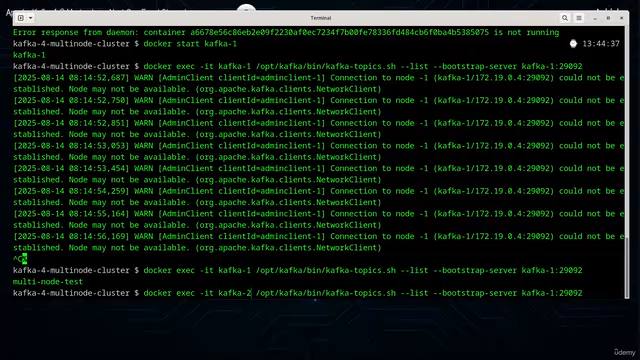 Terminal
Error response from daemon: container a6678e56c86eb2e09f2230af0ec7234f7b00fe78336fd484cb6f0ba4b5385075 is not running
kafka-4-multinode-cluster $ docker start kafka-1
kafka-1
13:44:37
kafka-4-multinode-cluster $ docker exec -it kafka-1 /opt/kafka/bin/kafka-topics.sh --list --bootstrap-server kafka-1:29092
[2025-08-14 08:14:52,687] WARN [AdminClient clientId=adminclient-1] Connection to node -1 (kafka-1/172.19.0.4:29092) could not be e
stablished. Node may not be available. (org.apache.kafka.clients.NetworkClient)
[2025-08-14 08:14:52,750] WARN [AdminClient clientId=adminclient-1] Connection to node -1 (kafka-1/172.19.0.4:29092) could not be e
stablished. Node may not be available. (org.apache.kafka.clients.NetworkClient)
[2025-08-14 08:14:52,851] WARN [AdminClient clientId=adminclient-1] Connection to node -1 (kafka-1/172.19.0.4:29092) could not be e
stablished. Node may not be available. (org.apache.kafka.clients.NetworkClient)
[2025-08-14 08:14:53,053] WARN [AdminClient clientId=adminclient-1] Connection to node -1 (kafka-1/172.19.0.4:29092) could not be e
stablished. Node may not be available. (org.apache.kafka.clients.NetworkClient)
[2025-08-14 08:14:53,454] WARN [AdminClient clientId=adminclient-1] Connection to node -1 (kafka-1/172.19.0.4:29092) could not be e
stablished. Node may not be available. (org.apache.kafka.clients.NetworkClient)
[2025-08-14 08:14:54,259] WARN [AdminClient clientId=adminclient-1] Connection to node -1 (kafka-1/172.19.0.4:29092) could not be e
stablished. Node may not be available. (org.apache.kafka.clients.NetworkClient)
[2025-08-14 08:14:55,164] WARN [AdminClient clientId=adminclient-1] Connection to node -1 (kafka-1/172.19.0.4:29092) could not be e
stablished. Node may not be available. (org.apache.kafka.clients.NetworkClient)
[2025-08-14 08:14:56,169] WARN [AdminClient clientId=adminclient-1] Connection to node -1 (kafka-1/172.19.0.4:29092) could not be e
stablished. Node may not be available. (org.apache.kafka.clients.NetworkClient)
^C
kafka-4-multinode-cluster $ docker exec -it kafka-1 /opt/kafka/bin/kafka-topics.sh --list --bootstrap-server kafka-1:29092
multi-node-test
kafka-4-multinode-cluster $ docker exec -it kafka-2 /opt/kafka/bin/kafka-topics.sh --list --bootstrap-server kafka-1:29092
Udemy